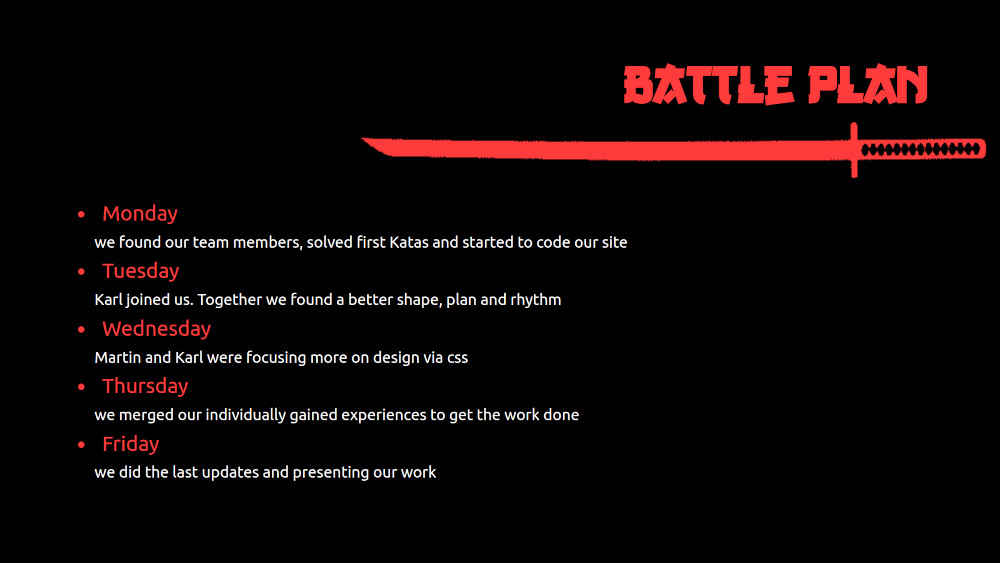 BATTLE PLAN
• Monday
we found our team members, solved first Katas and started to code our site
• Tuesday
Karl joined us. Together we found a better shape, plan and rhythm
• Wednesday
Martin and Karl were focusing more on design via css
• Thursday
we merged our individually gained experiences to get the work done
• Friday
we did the last updates and presenting our work